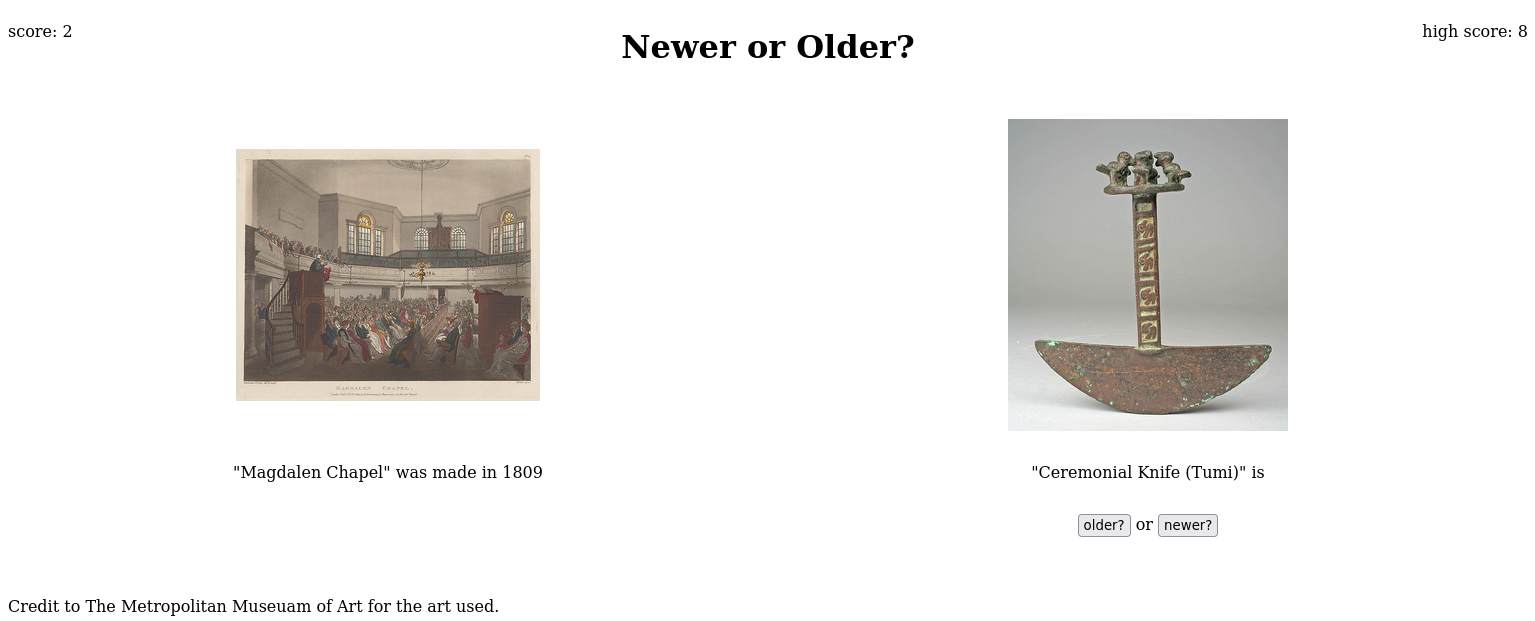 score: 2
Newer or Older?
high score: 8
MAGDALEN CHAPEL.
"Magdalen Chapel" was made in 1809
"Ceremonial Knife (Tumi)" is
older? or newer?
Credit to The Metropolitan Museuam of Art for the art used.